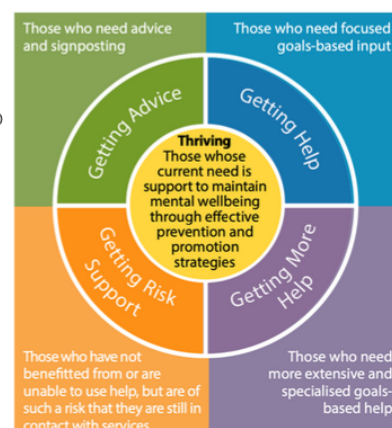 Those who need advice
and signposting
Those who need focused
goals-based input
Getting Advice
Getting Help
Thriving
Those whose
current need is
support to maintain
mental wellbeing
through effective
prevention and
promotion
strategies
Getting Risk
Support
Getting More
Help
Those who have not
benefitted from or are
unable to use help, but are of
such a risk that they are still in
contact with services
Those who need
more extensive and
specialised goals-
based help